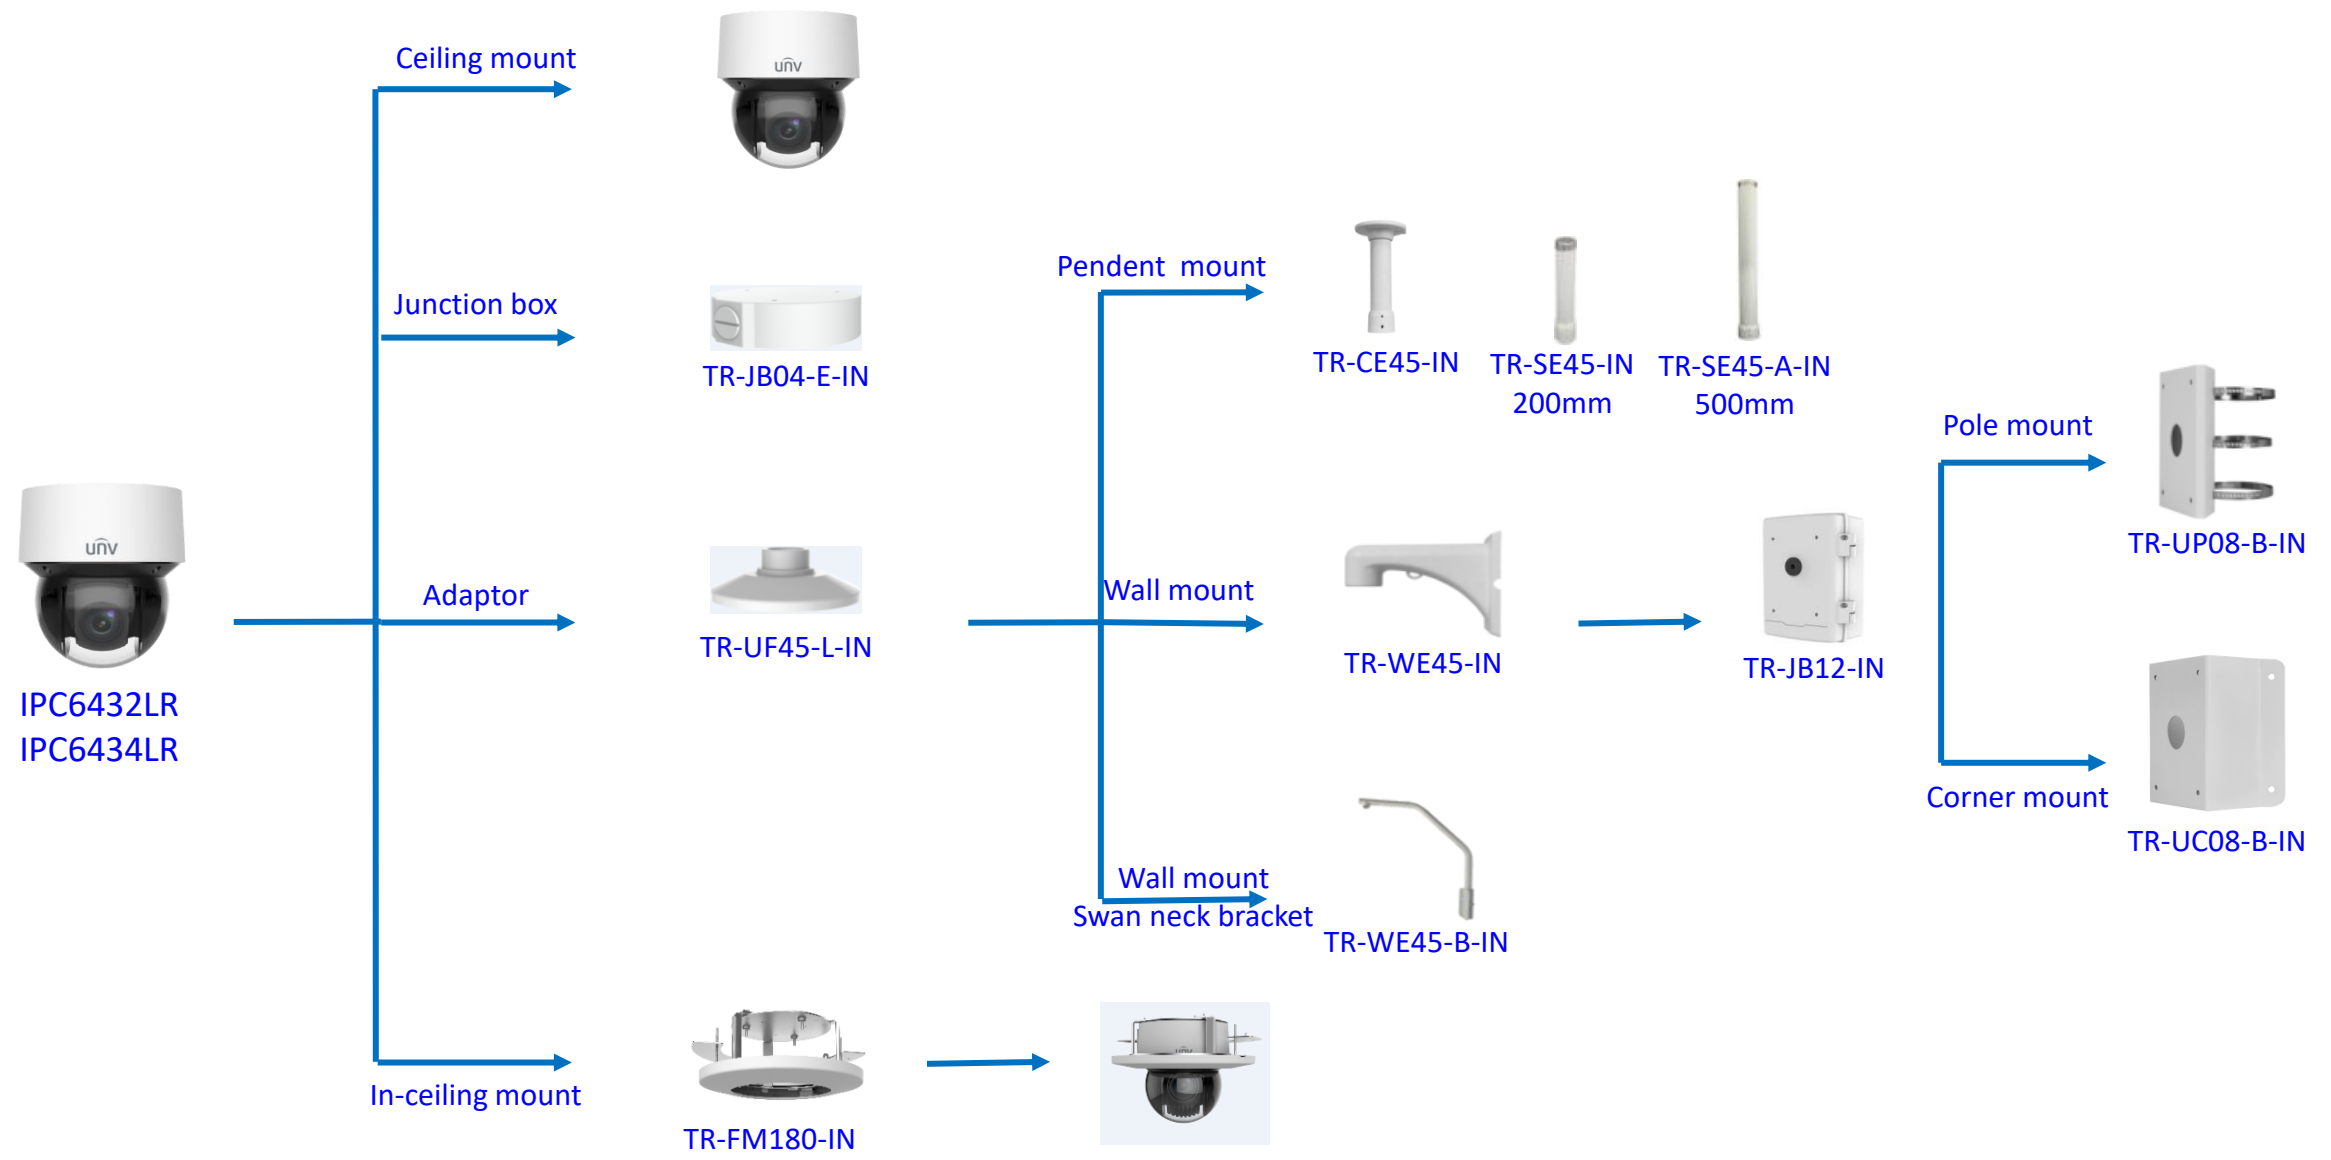 Ceiling mount
unv
Junction box
TR-JB04-E-IN
Pendent mount
TR-CE45-IN
TR-SE45-IN
200mm
TR-SE45-A-IN
500mm
Pole mount
TR-UP08-B-IN
unv
IPC6432LR
IPC6434LR
Adaptor
TR-UF45-L-IN
Wall mount
TR-WE45-IN
TR-JB12-IN
Corner mount
TR-UC08-B-IN
Wall mount
Swan neck bracket
TR-WE45-B-IN
In-ceiling mount
TR-FM180-IN
unv